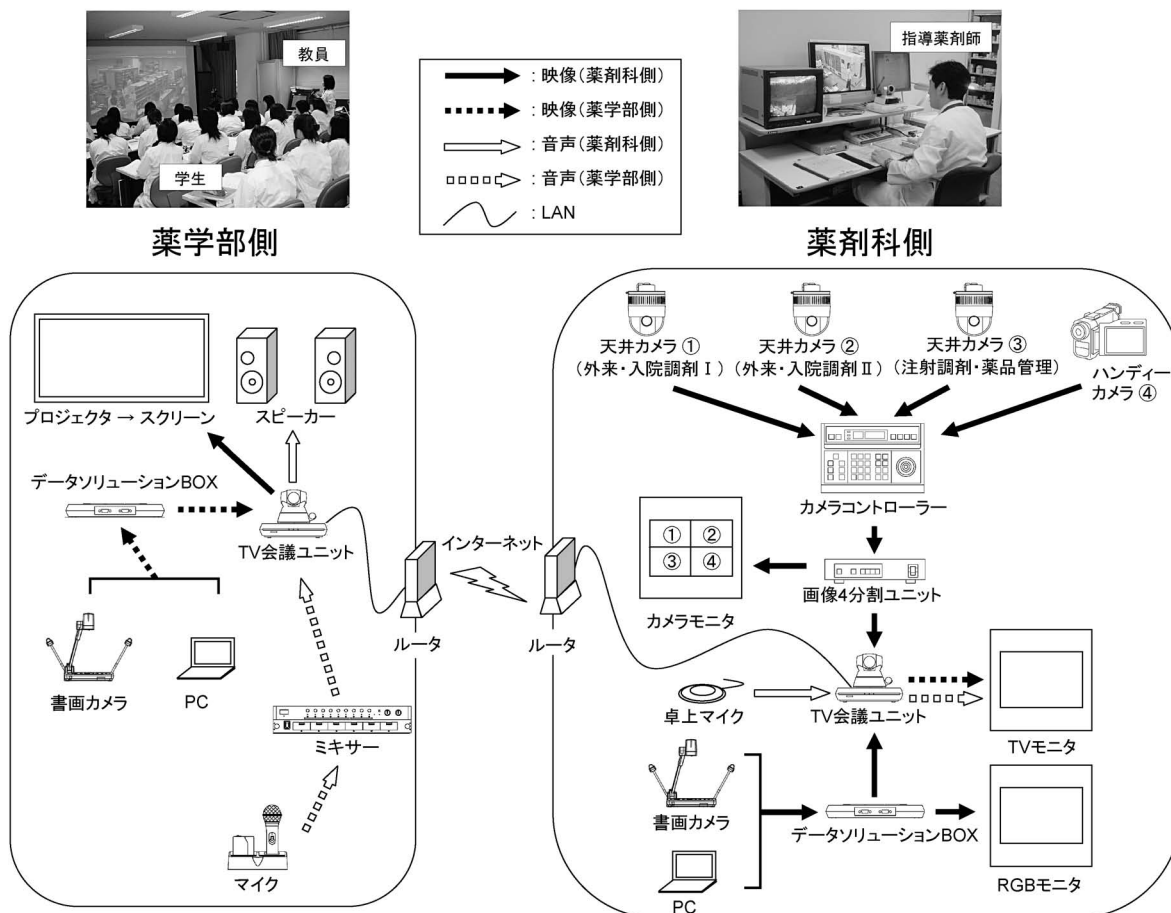 教員
学生
: 映像(薬剤科側)
: 映像(薬学部側)
: 音声(薬剤科側)
: 音声(薬学部側)
: LAN
指導薬剤師
薬学部側
薬剤科側
プロジェクタ → スクリーン
スピーカー
データソリューションBOX
TV会議ユニット
書画カメラ
PC
ミキサー
マイク
ルータ
インターネット
ルータ
天井カメラ ①
(外来・入院調剤Ⅰ)
天井カメラ ②
(外来・入院調剤Ⅱ)
天井カメラ ③
(注射調剤・薬品管理)
ハンディー
カメラ ④
カメラコントローラー
① ②
③ ④
カメラモニタ
画像4分割ユニット
卓上マイク
TV会議ユニット
TVモニタ
書画カメラ
PC
データソリューションBOX
RGBモニタ